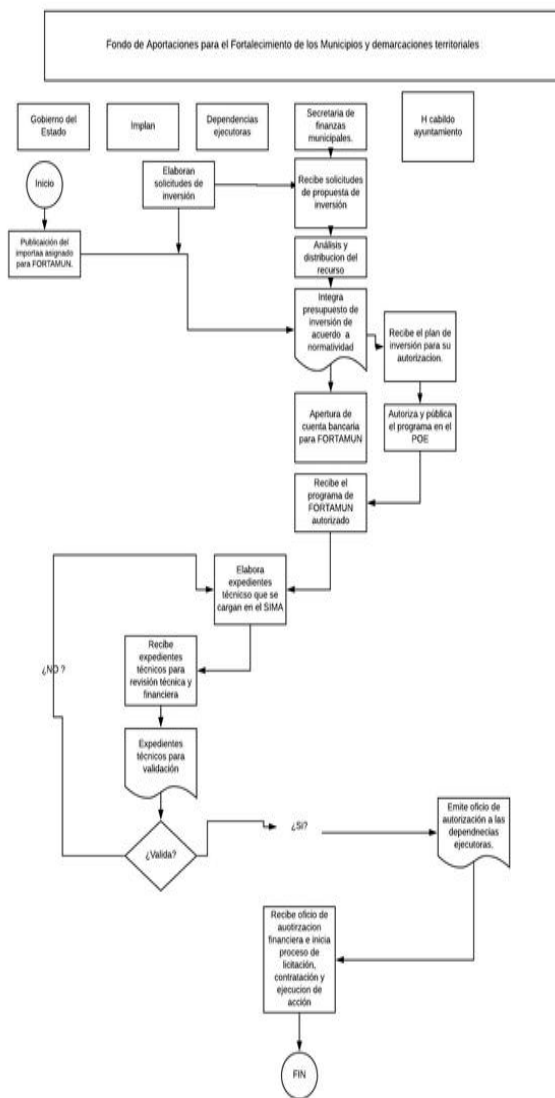 Fondo de Aportaciones para el Fortalecimiento de los Municipios y demarcaciones territoriales
Gobierno del
Estado
Implan
Dependencias
ejecutoras
Secretaria de
finanzas
municipales.
H cabildo
ayuntamiento
Inicio
Elaboran
solicitudes de
inversión
Recibe solicitudes
de propuesta de
inversión
Publicaición del
importaa asignado
para FORTAMUN.
Análisis y
distribucion del
recurso
Integra
presupuesto de
inversión de
acuerdo a
normatividad
Recibe el plan de
inversión para su
autorizacion.
Apertura de
cuenta bancaria
para FORTAMUN
Autoriza y pública
el programa en el
POE
Recibe el
programa de
FORTAMUN
autorizado
Elabora
expedientes
técnicso que se
cargan en el SIMA
¿NO ?
Recibe
expedientes
técnicos para
revisión técnica y
financiera
Expedientes
técnicos para
validación
¿Valida?
¿Si?
Emite oficio de
autorización a las
dependnecias
ejecutoras.
Recibe oficio de
auotirzacion
financiera e inicia
proceso de
licitación,
contratación y
ejecucion de
acción
FIN